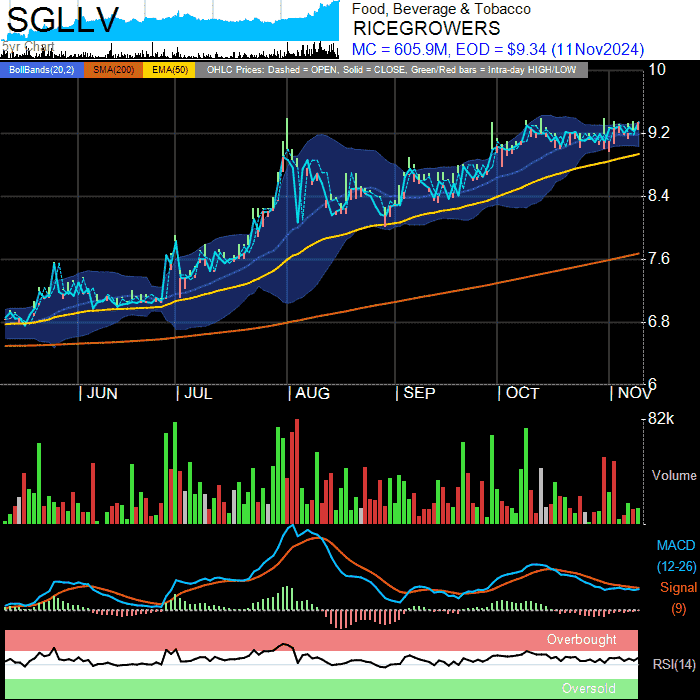 SGLLV
5yr Chart
Food, Beverage & Tobacco
RICEGROWERS
MC = 605.9M, EOD = $9.34 (11Nov2024)
BollBands(20,2) SMA(200) EMA(50) OHLC Prices: Dashed = OPEN, Solid = CLOSE, Green/Red bars = Intra-day HIGH/LOW
10
9.2
8.4
7.6
6.8
6
JUN JUL AUG SEP OCT NOV
82k
Volume
MACD
(12-26)
Signal
(9)
Overbought
RSI(14)
Oversold